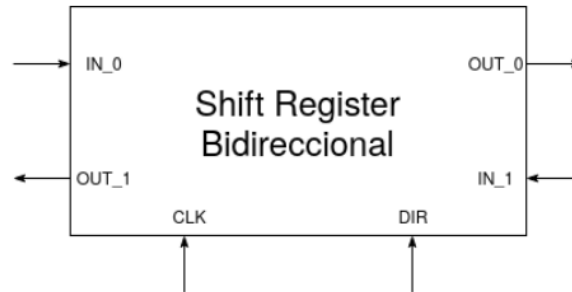 IN_0
OUT_0
Shift Register
Bidireccional
OUT_1
IN_1
CLK
DIR